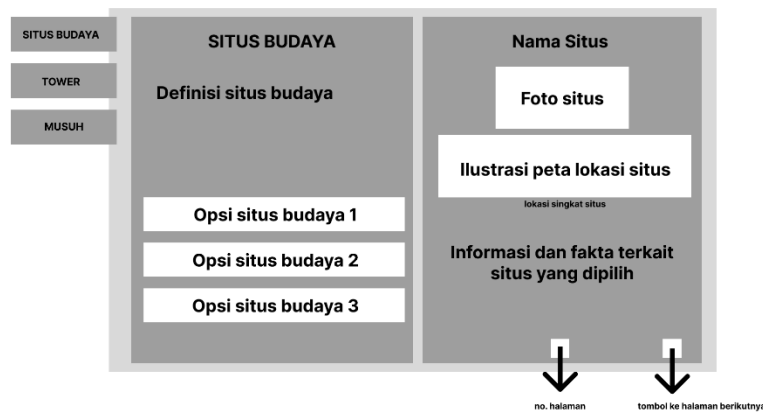 SITUS BUDAYA
TOWER
MUSUH
SITUS BUDAYA
Definisi situs budaya
Opsi situs budaya 1
Opsi situs budaya 2
Opsi situs budaya 3
Nama Situs
Foto situs
Ilustrasi peta lokasi situs
lokasi singkat situs
Informasi dan fakta terkait
situs yang dipilih
no. halaman
tombol ke halaman berikutnya